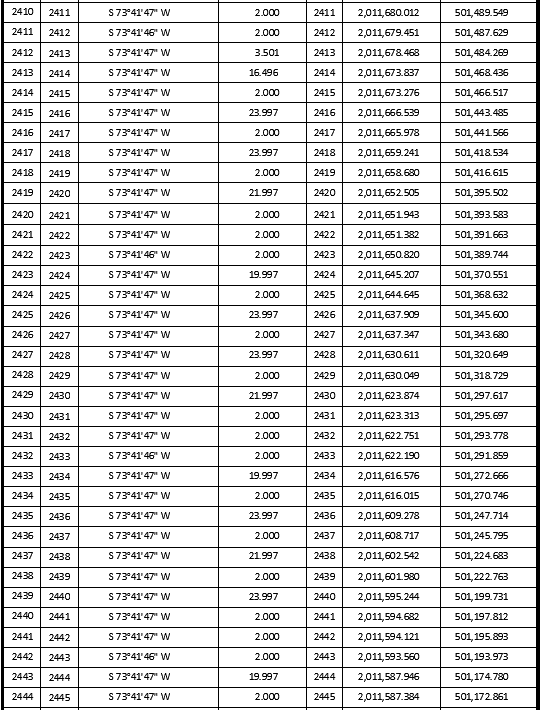 2410 2411 S 73°41'47" W 2.000 2411 2,011,680.012 501,489.549
2411 2412 S 73°41'46" W 2.000 2412 2,011,679.451 501,487.629
2412 2413 S 73°41'47" W 3.501 2413 2,011,678.468 501,484.269
2413 2414 S 73°41'47" W 16.496 2414 2,011,673.837 501,468.436
2414 2415 S 73°41'47" W 2.000 2415 2,011,673.276 501,466.517
2415 2416 S 73°41'47" W 23.997 2416 2,011,666.539 501,443.485
2416 2417 S 73°41'47" W 2.000 2417 2,011,665.978 501,441.566
2417 2418 S 73°41'47" W 23.997 2418 2,011,659.241 501,418.534
2418 2419 S 73°41'47" W 2.000 2419 2,011,658.680 501,416.615
2419 2420 S 73°41'47" W 21.997 2420 2,011,652.505 501,395.502
2420 2421 S 73°41'47" W 2.000 2421 2,011,651.943 501,393.583
2421 2422 S 73°41'47" W 2.000 2422 2,011,651.382 501,391.663
2422 2423 S 73°41'46" W 2.000 2423 2,011,650.820 501,389.744
2423 2424 S 73°41'47" W 19.997 2424 2,011,645.207 501,370.551
2424 2425 S 73°41'47" W 2.000 2425 2,011,644.645 501,368.632
2425 2426 S 73°41'47" W 23.997 2426 2,011,637.909 501,345.600
2426 2427 S 73°41'47" W 2.000 2427 2,011,637.347 501,343.680
2427 2428 S 73°41'47" W 23.997 2428 2,011,630.611 501,320.649
2428 2429 S 73°41'47" W 2.000 2429 2,011,630.049 501,318.729
2429 2430 S 73°41'47" W 21.997 2430 2,011,623.874 501,297.617
2430 2431 S 73°41'47" W 2.000 2431 2,011,623.313 501,295.697
2431 2432 S 73°41'47" W 2.000 2432 2,011,622.751 501,293.778
2432 2433 S 73°41'46" W 2.000 2433 2,011,622.190 501,291.859
2433 2434 S 73°41'47" W 19.997 2434 2,011,616.576 501,272.666
2434 2435 S 73°41'47" W 2.000 2435 2,011,616.015 501,270.746
2435 2436 S 73°41'47" W 23.997 2436 2,011,609.278 501,247.714
2436 2437 S 73°41'47" W 2.000 2437 2,011,608.717 501,245.795
2437 2438 S 73°41'47" W 21.997 2438 2,011,602.542 501,224.683
2438 2439 S 73°41'47" W 2.000 2439 2,011,601.980 501,222.763
2439 2440 S 73°41'47" W 23.997 2440 2,011,595.244 501,199.731
2440 2441 S 73°41'47" W 2.000 2441 2,011,594.682 501,197.812
2441 2442 S 73°41'47" W 2.000 2442 2,011,594.121 501,195.893
2442 2443 S 73°41'46" W 2.000 2443 2,011,593.560 501,193.973
2443 2444 S 73°41'47" W 19.997 2444 2,011,587.946 501,174.780
2444 2445 S 73°41'47" W 2.000 2445 2,011,587.384 501,172.861